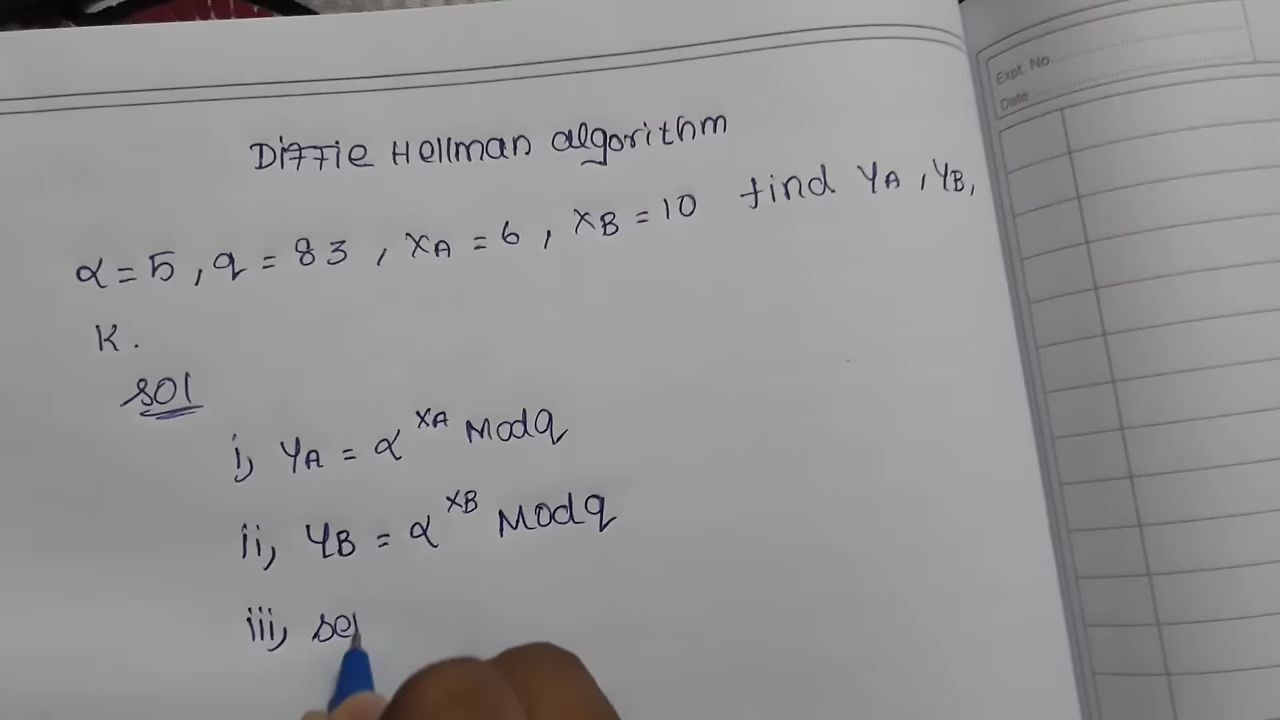 Diffie Hellman algorithm
α = 5, q = 83, XA = 6, XB = 10 find YA, YB,
K.
Sol
i, YA = α^XA Mod q
ii, YB = α^XB Mod q
iii, se
Expt. No
Date